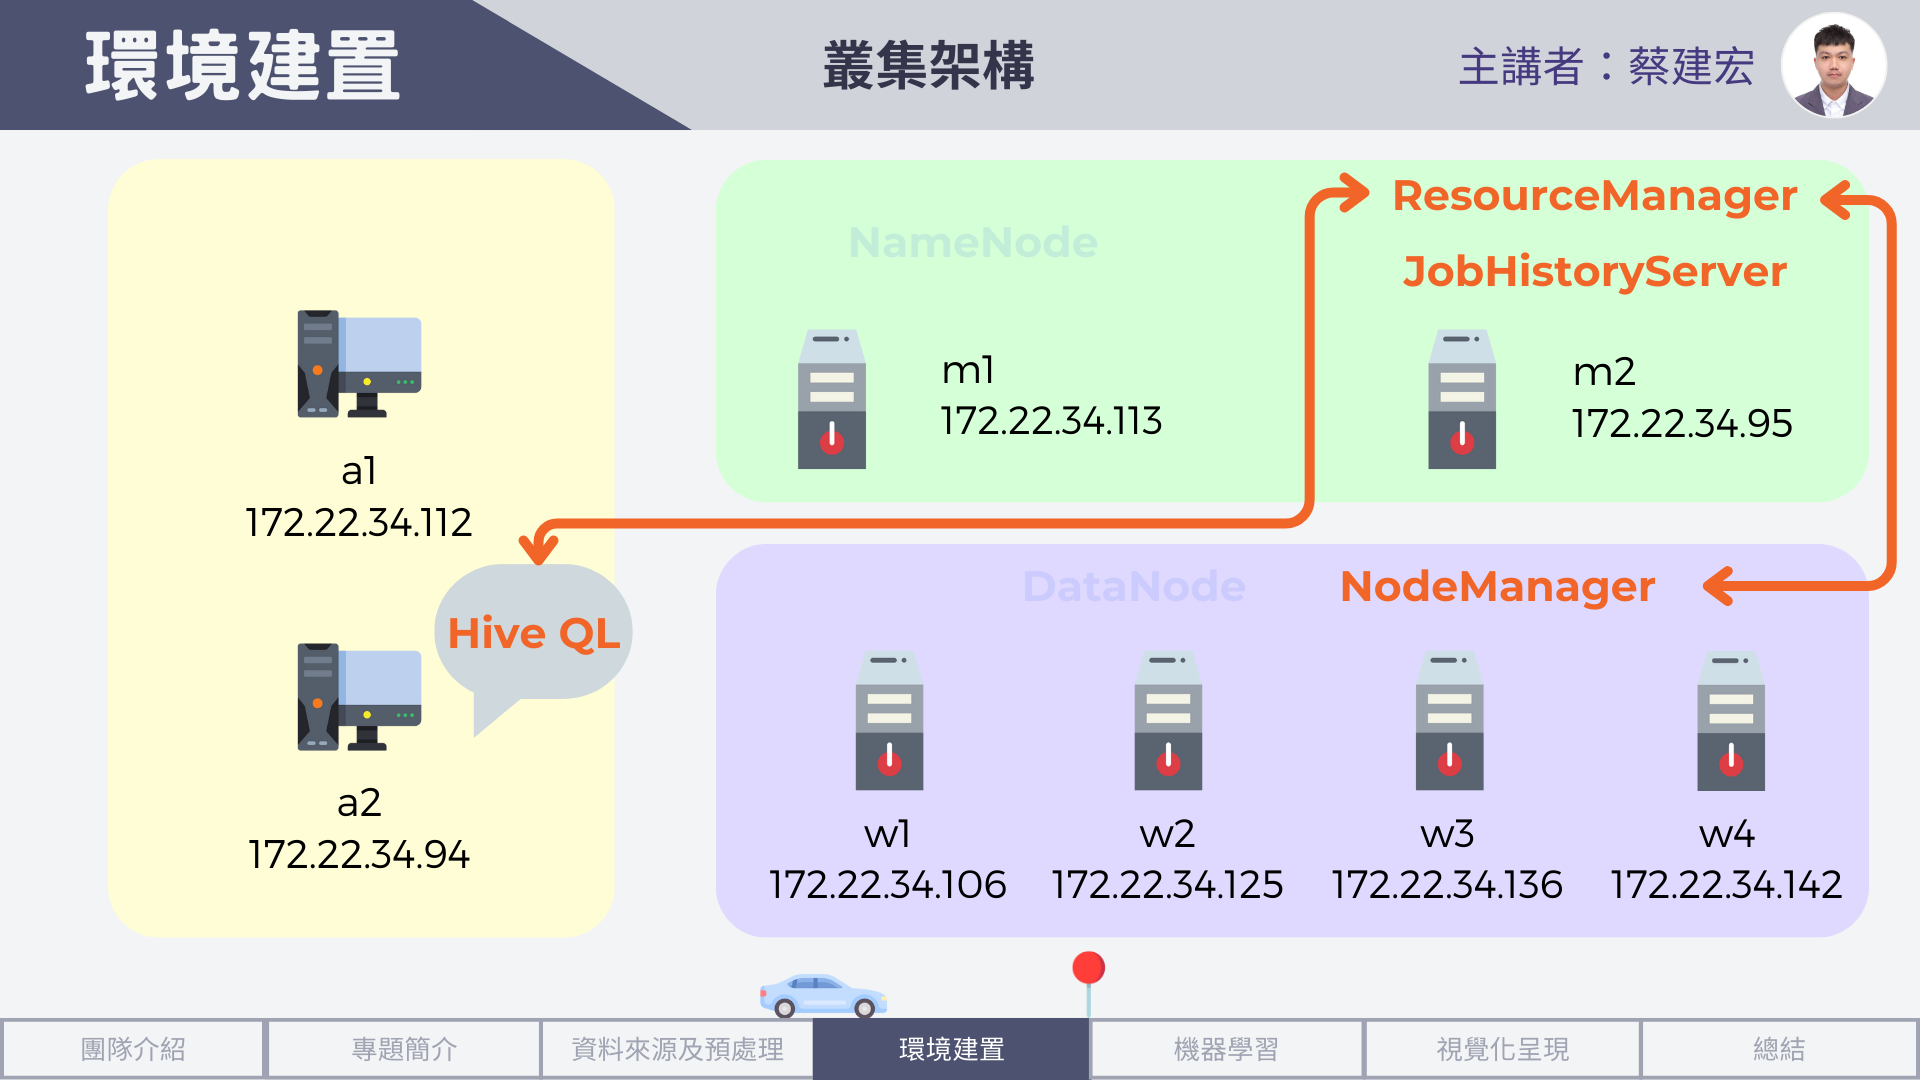 環境建置
叢集架構
主講者：蔡建宏
a1
172.22.34.112
Hive QL
a2
172.22.34.94
NameNode
ResourceManager
JobHistoryServer
m1
172.22.34.113
m2
172.22.34.95
DataNode
NodeManager
w1
172.22.34.106
w2
172.22.34.125
w3
172.22.34.136
w4
172.22.34.142
團隊介紹
專題簡介
資料來源及預處理
環境建置
機器學習
視覺化呈現
總結